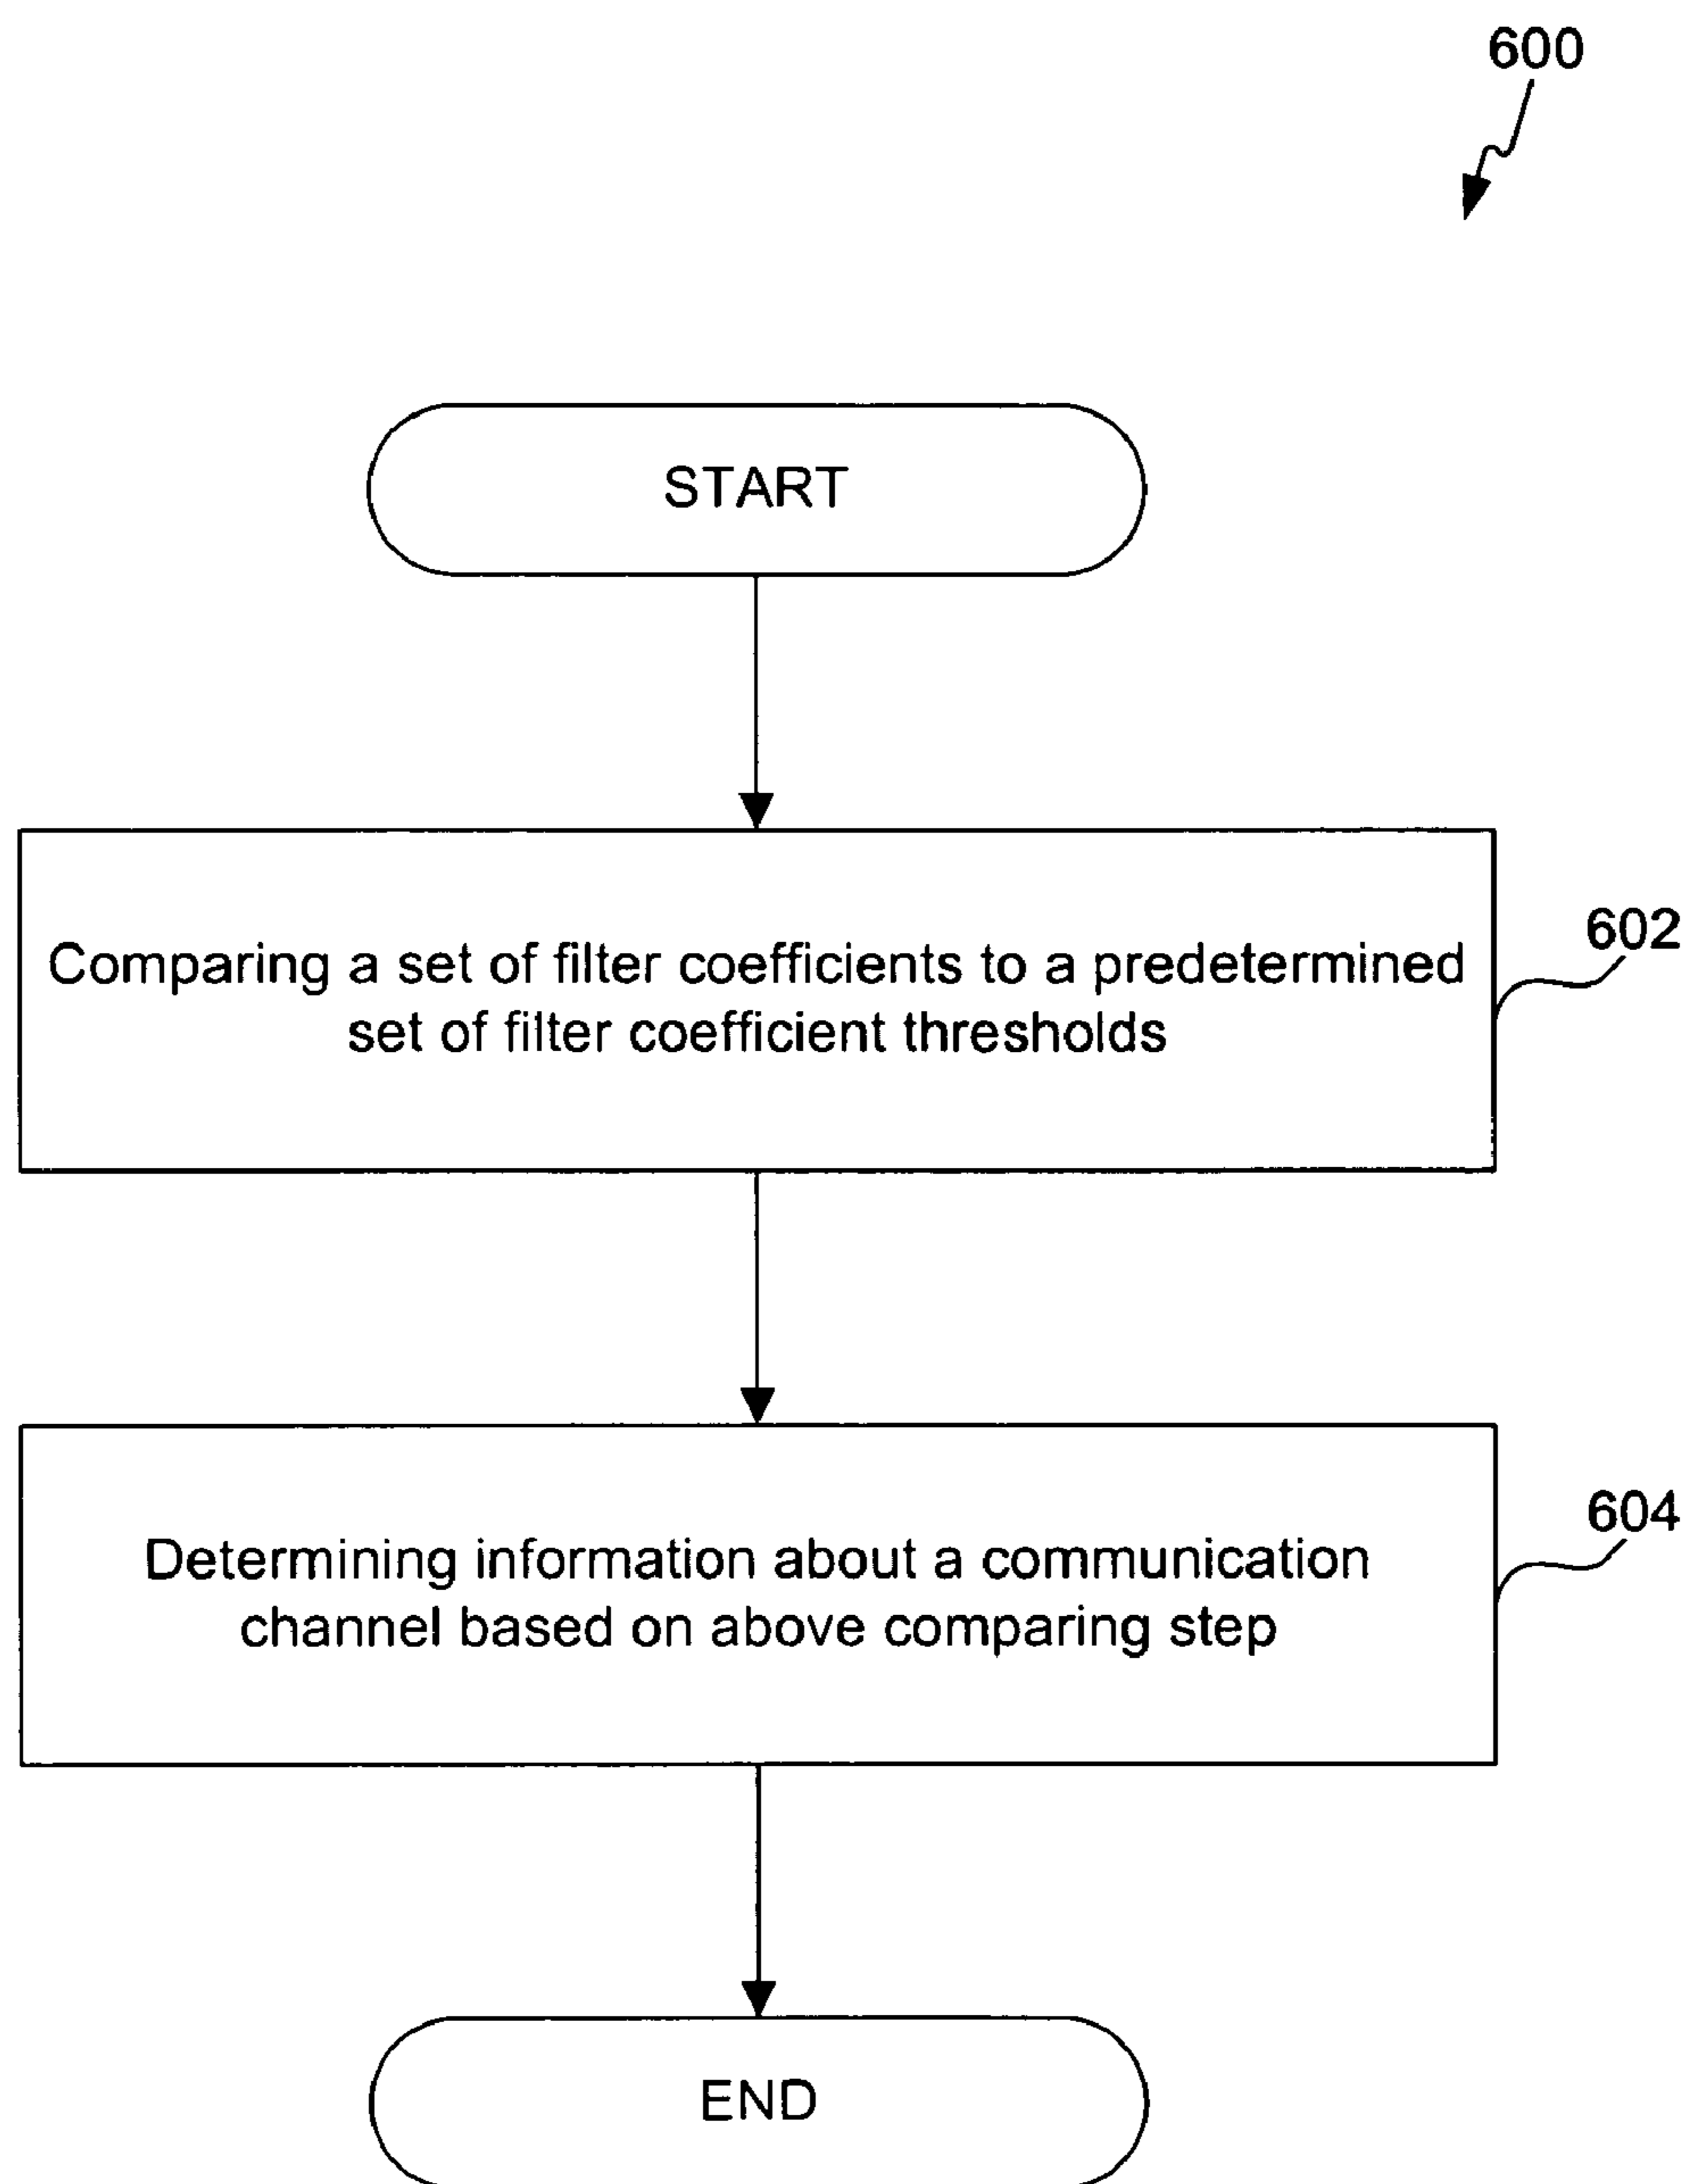 600
START
Comparing a set of filter coefficients to a predetermined
set of filter coefficient thresholds
602
Determining information about a communication
channel based on above comparing step
604
END